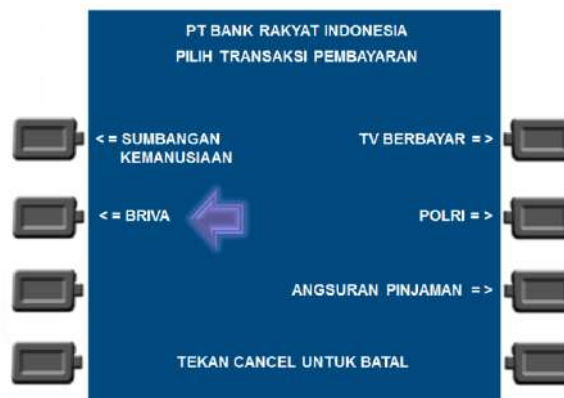 PT BANK RAKYAT INDONESIA
PILIH TRANSAKSI PEMBAYARAN
< = SUMBANGAN
KEMANUSIAAN
TV BERBAYAR = >
< = BRIVA
POLRI = >
ANGSURAN PINJAMAN = >
TEKAN CANCEL UNTUK BATAL